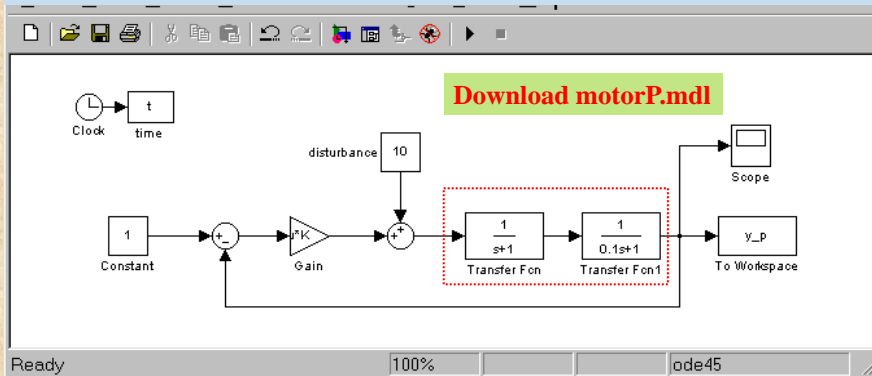 Download motorP.mdl
t
Clock
time
disturbance
10
Scope
1
Constant
+
-
Gain
+
+
1
s+1
Transfer Fcn
1
0.1s+1
Transfer Fcn1
y_p
To Workspace
Ready
100%
ode45